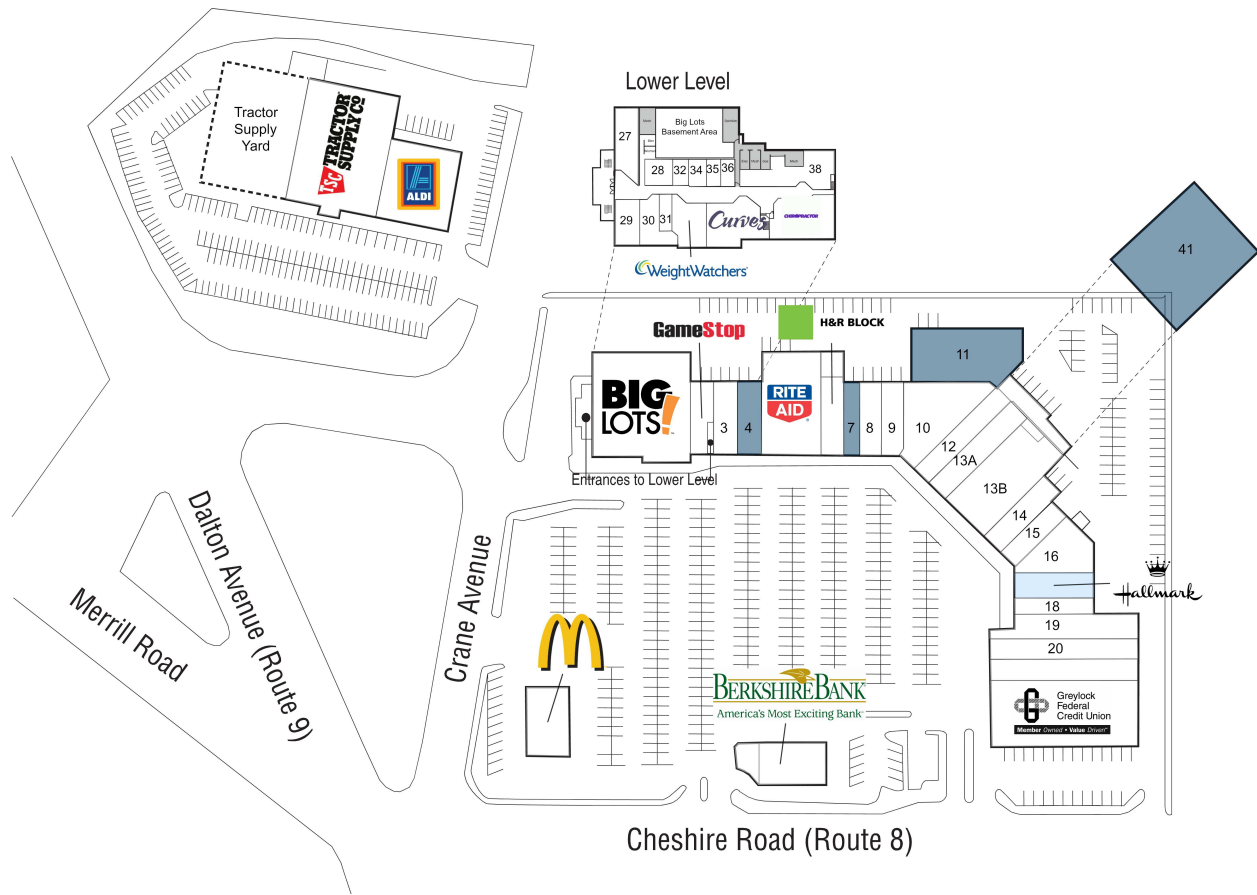 Lower Level
Tractor
Supply
Yard
TSC TRACTOR
SUPPLY CO
ALDI
27
Big Lots
Basement Area
28
32
34
35
36
38
29
30
31
Curves
CHIROPRACTOR
WeightWatchers
41
GameStop
H&R BLOCK
11
BIG
LOTS!
3
4
RITE
AID
7
8
9
10
12
13A
13B
14
15
16
Entrances to Lower Level
Hallmark
18
19
20
Dalton Avenue (Route 9)
Crane Avenue
Merrill Road
BERKSHIRE BANK
America's Most Exciting Bank
Greylock
Federal
Credit Union
Member Owned • Value Driven
Cheshire Road (Route 8)